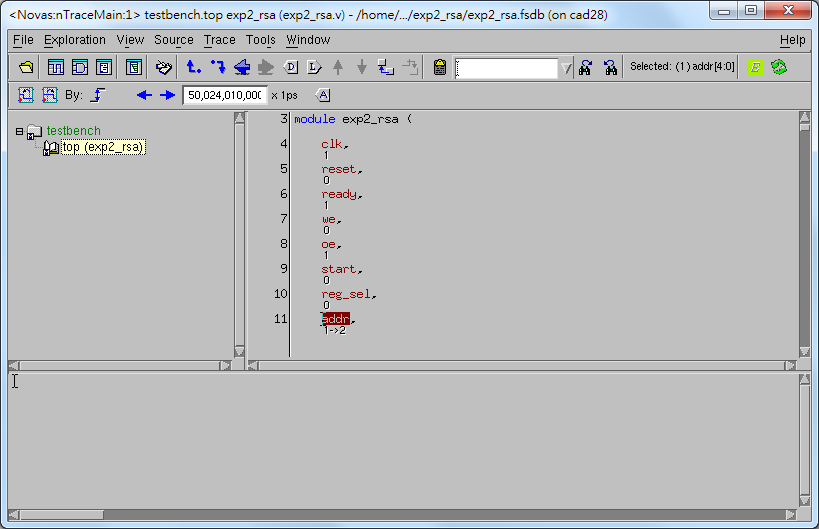 <Novas:nTraceMain:1> testbench.top exp2_rsa (exp2_rsa.v) - /home/.../exp2_rsa/exp2_rsa.fsdb (on cad28)
File Exploration View Source Trace Tools Window Help
D L Selected: (1) addr[4:0] E
By: 50,024,010,000 x 1ps A
testbench
top (exp2_rsa)
3 module exp2_rsa (
4 clk,
1
5 reset,
0
6 ready,
1
7 we,
0
8 oe,
1
9 start,
0
10 reg_sel,
0
11 addr,
1->2